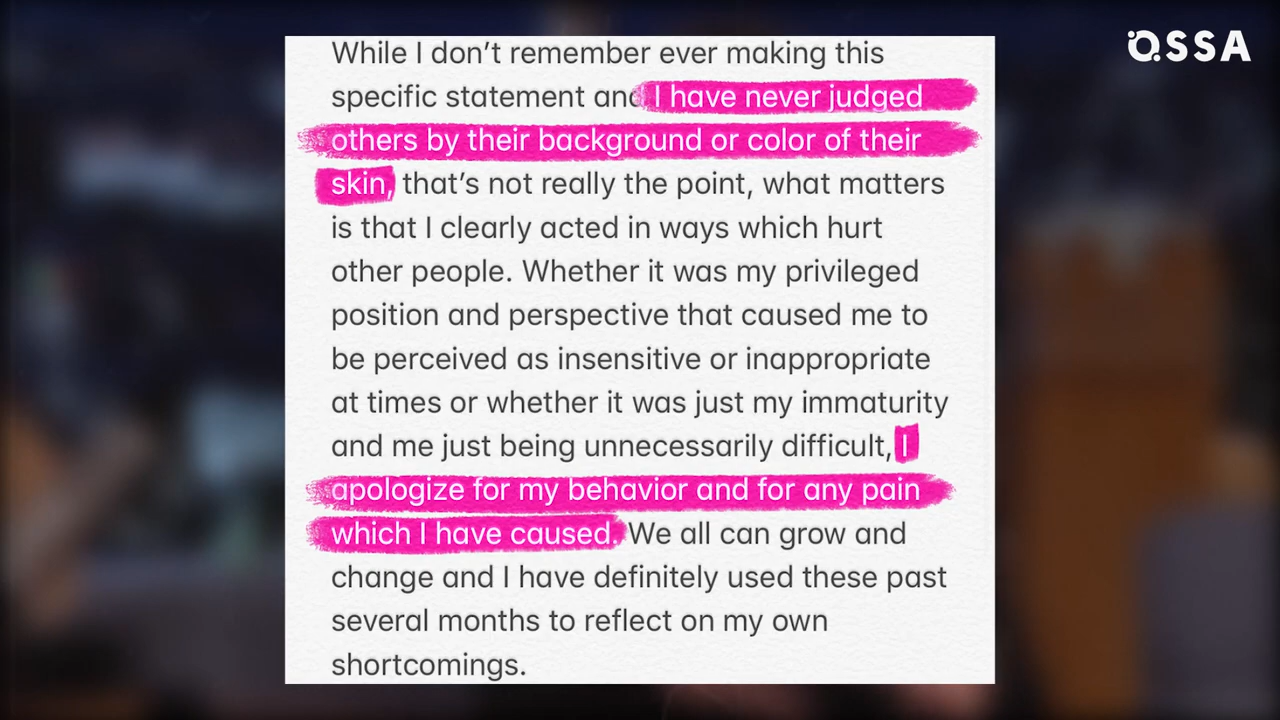 OSSA
While I don’t remember ever making this
specific statement and I have never judged
others by their background or color of their
skin, that’s not really the point, what matters
is that I clearly acted in ways which hurt
other people. Whether it was my privileged
position and perspective that caused me to
be perceived as insensitive or inappropriate
at times or whether it was just my immaturity
and me just being unnecessarily difficult, I
apologize for my behavior and for any pain
which I have caused. We all can grow and
change and I have definitely used these past
several months to reflect on my own
shortcomings.